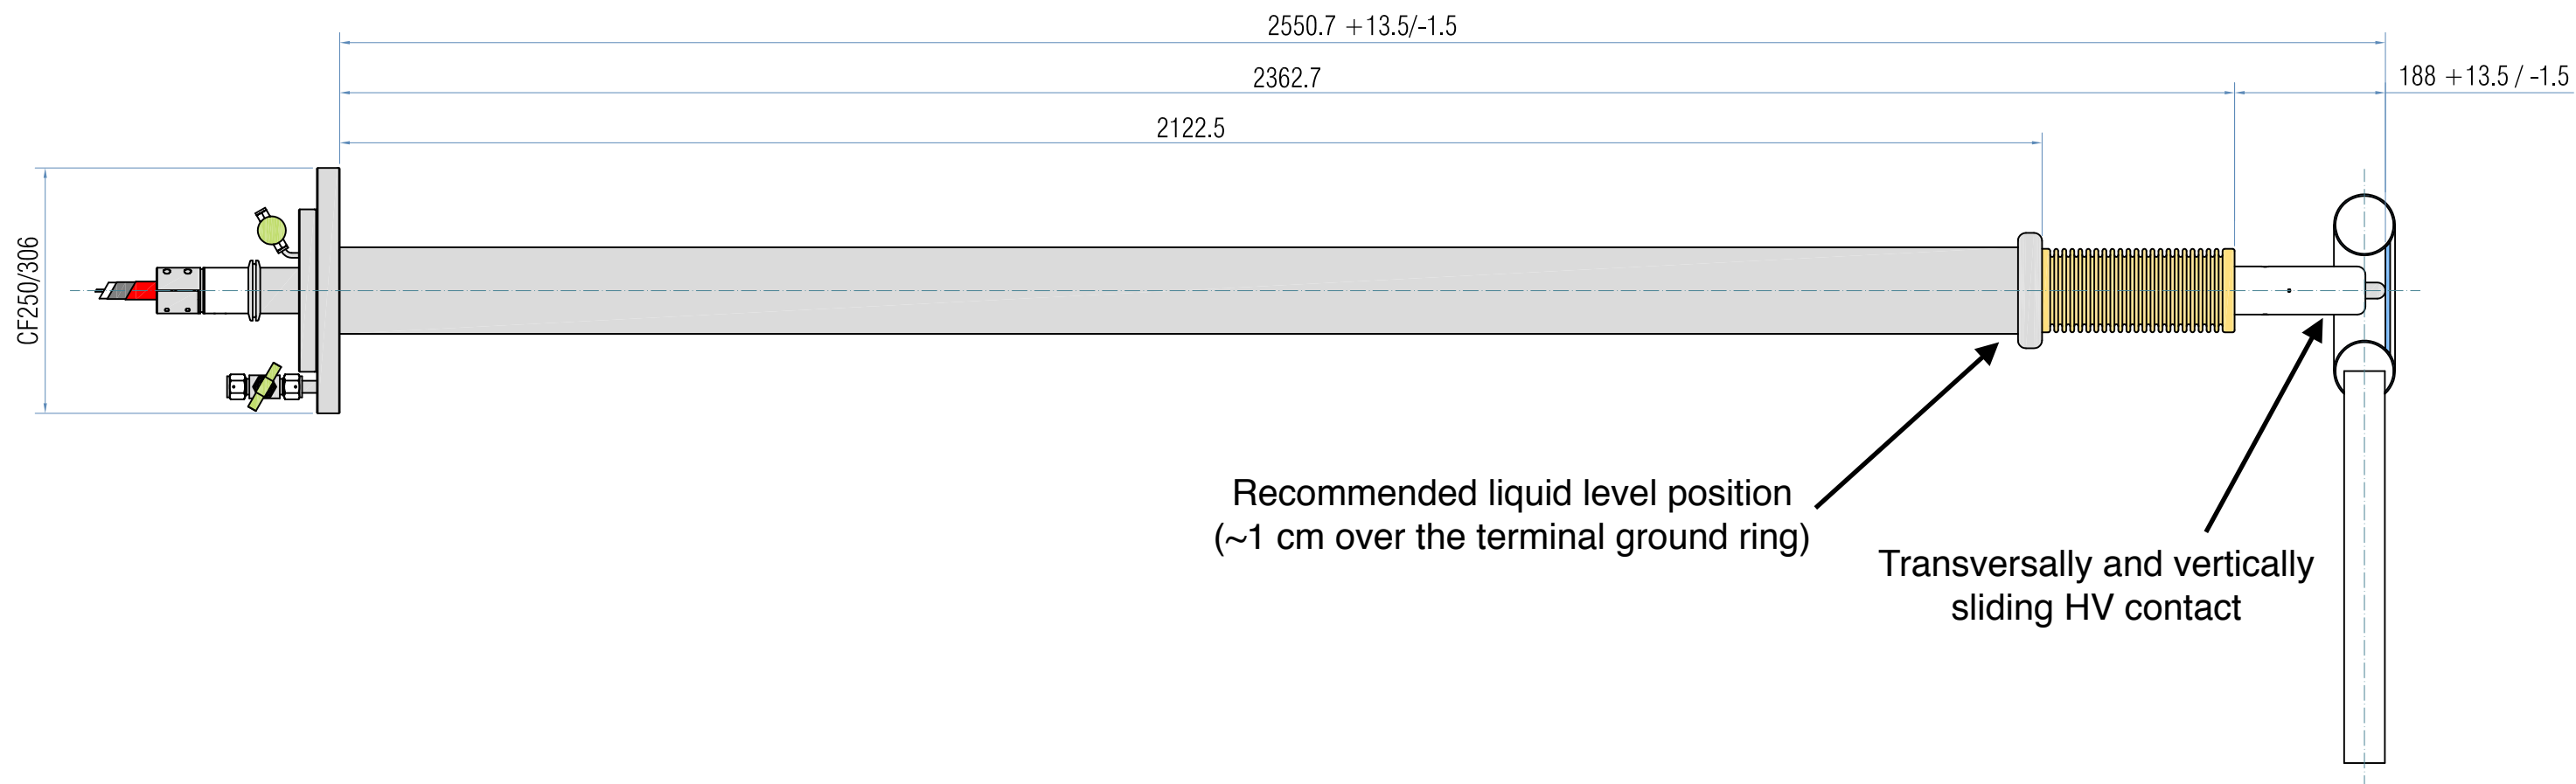 2550.7 +13.5/-1.5
2362.7
188 +13.5 / -1.5
2122.5
CF250/306
Recommended liquid level position
(~1 cm over the terminal ground ring)
Transversally and vertically
sliding HV contact